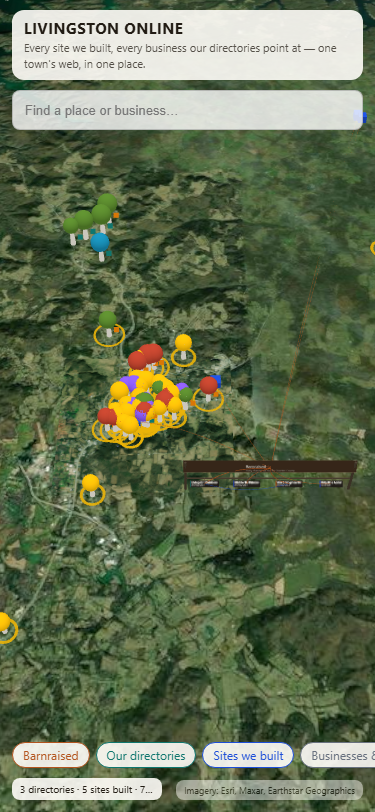 LIVINGSTON ONLINE
Every site we built, every business our directories point at — one
town's web, in one place.
Find a place or business…
Barnraised
Our directories
Sites we built
Businesses &
3 directories · 5 sites built · 7…
Imagery: Esri, Maxar, Earthstar Geographics